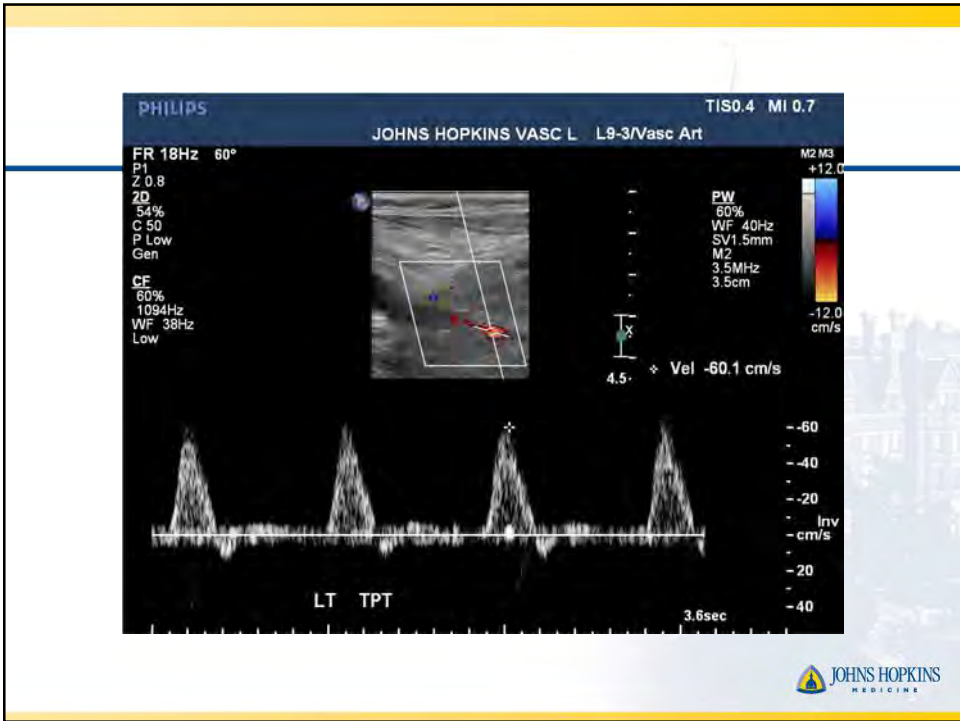 PHILIPS
TIS0.4 MI 0.7
JOHNS HOPKINS VASC L L9-3/Vasc Art
FR 18Hz 60°
P1
Z 0.8
2D
54%
C 50
P Low
Gen
CF
60%
1094Hz
WF 38Hz
Low
M2 M3
+12.0
PW
60%
WF 40Hz
SV1.5mm
M2
3.5MHz
3.5cm
-12.0
cm/s
x
4.5
Vel -60.1 cm/s
-60
-40
-20
Inv
cm/s
20
40
LT TPT
3.6sec
JOHNS HOPKINS
MEDICINE